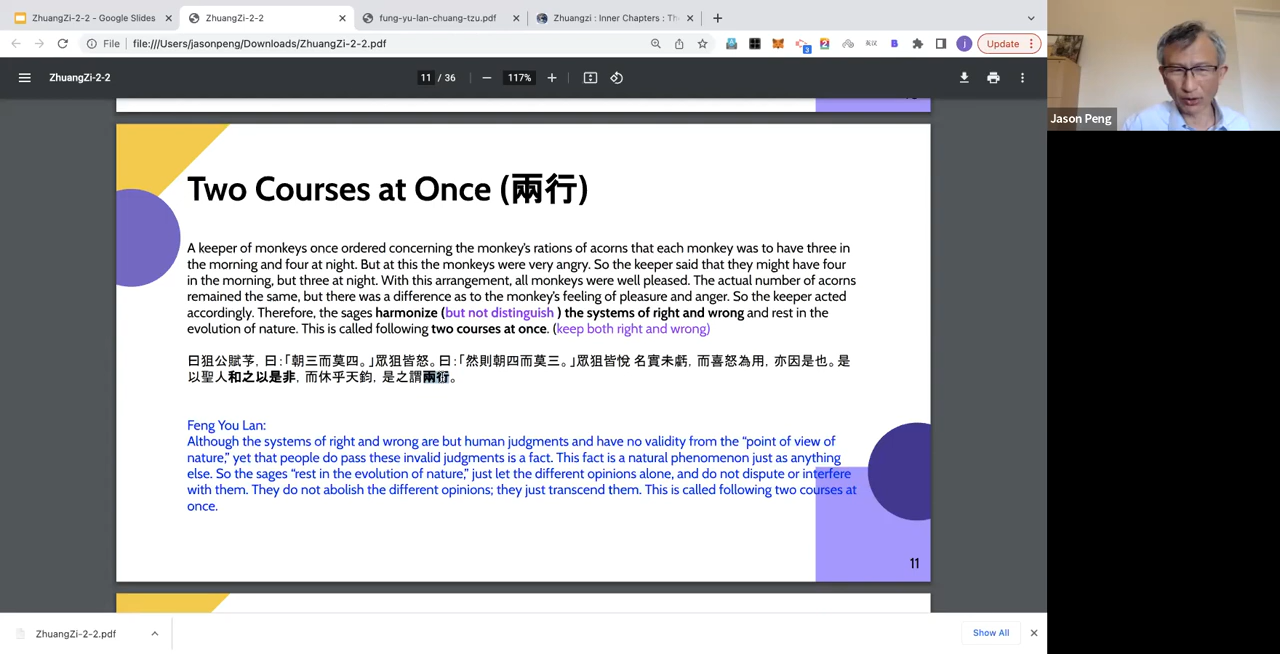 ZhuangZi-2-2 - Google Slides
ZhuangZi-2-2
fung-yu-lan-chuang-tzu.pdf
Zhuangzi : Inner Chapters : The
File
file:///Users/jasonpeng/Downloads/ZhuangZi-2-2.pdf
Update
ZhuangZi-2-2
11 / 36
117%
Jason Peng
Two Courses at Once (兩行)
A keeper of monkeys once ordered concerning the monkey's rations of acorns that each monkey was to have three in
the morning and four at night. But at this the monkeys were very angry. So the keeper said that they might have four
in the morning, but three at night. With this arrangement, all monkeys were well pleased. The actual number of acorns
remained the same, but there was a difference as to the monkey's feeling of pleasure and anger. So the keeper acted
accordingly. Therefore, the sages harmonize (but not distinguish ) the systems of right and wrong and rest in the
evolution of nature. This is called following two courses at once. (keep both right and wrong)
曰狙公賦芧，曰：「朝三而莫四。」眾狙皆怒。曰：「然則朝四而莫三。」眾狙皆悅 名實未虧，而喜怒為用，亦因是也。是
以聖人和之以是非，而休乎天鈞，是之謂兩行。
Feng You Lan:
Although the systems of right and wrong are but human judgments and have no validity from the “point of view of
nature,” yet that people do pass these invalid judgments is a fact. This fact is a natural phenomenon just as anything
else. So the sages “rest in the evolution of nature,” just let the different opinions alone, and do not dispute or interfere
with them. They do not abolish the different opinions; they just transcend them. This is called following two courses at
once.
11
ZhuangZi-2-2.pdf
Show All